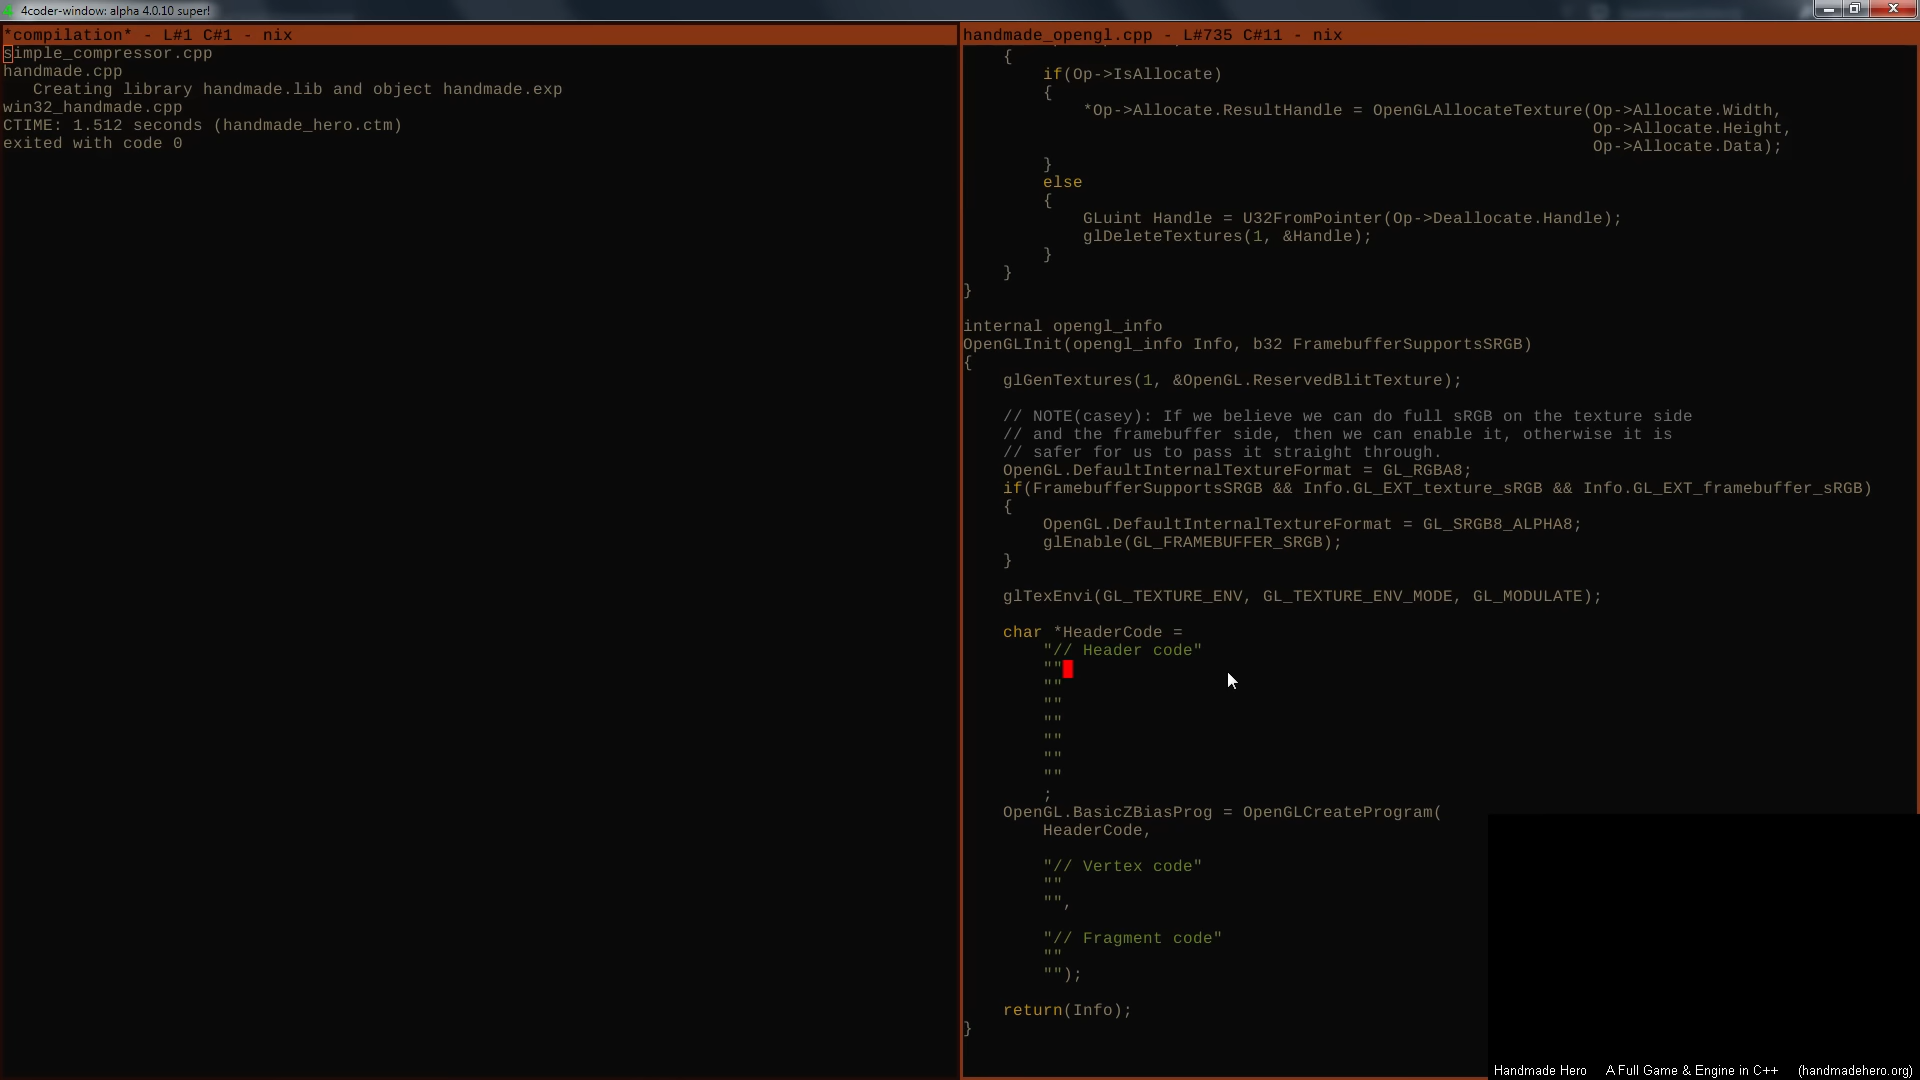 4coder-window: alpha 4.0.10 super!
*compilation* - L#1 C#1 - nix
simple_compressor.cpp
handmade.cpp
   Creating library handmade.lib and object handmade.exp
win32_handmade.cpp
CTIME: 1.512 seconds (handmade_hero.ctm)
exited with code 0
handmade_opengl.cpp - L#735 C#11 - nix
    {
        if(Op->IsAllocate)
        {
            *Op->Allocate.ResultHandle = OpenGLAllocateTexture(Op->Allocate.Width,
                                                               Op->Allocate.Height,
                                                               Op->Allocate.Data);
        }
        else
        {
            GLuint Handle = U32FromPointer(Op->Deallocate.Handle);
            glDeleteTextures(1, &Handle);
        }
    }
}
internal opengl_info
OpenGLInit(opengl_info Info, b32 FramebufferSupportsSRGB)
{
    glGenTextures(1, &OpenGL.ReservedBlitTexture);
    // NOTE(casey): If we believe we can do full sRGB on the texture side
    // and the framebuffer side, then we can enable it, otherwise it is
    // safer for us to pass it straight through.
    OpenGL.DefaultInternalTextureFormat = GL_RGBA8;
    if(FramebufferSupportsSRGB && Info.GL_EXT_texture_sRGB && Info.GL_EXT_framebuffer_sRGB)
    {
        OpenGL.DefaultInternalTextureFormat = GL_SRGB8_ALPHA8;
        glEnable(GL_FRAMEBUFFER_SRGB);
    }
    glTexEnvi(GL_TEXTURE_ENV, GL_TEXTURE_ENV_MODE, GL_MODULATE);
    char *HeaderCode =
        "// Header code"
        ""
        ""
        ""
        ""
        ""
        ""
        ""
        ;
    OpenGL.BasicZBiasProg = OpenGLCreateProgram(
        HeaderCode,
        "// Vertex code"
        ""
        "",
        "// Fragment code"
        ""
        "");
    return(Info);
}
Handmade Hero A Full Game & Engine in C++ (handmadehero.org)